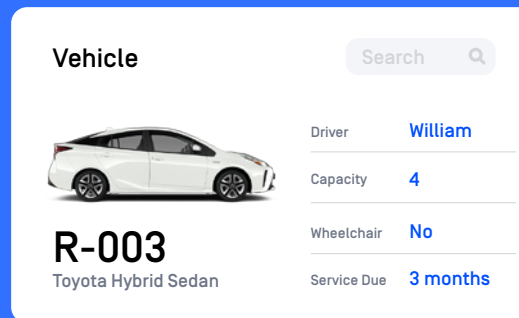 Vehicle
Search
Driver William
Capacity 4
Wheelchair No
R-003
Toyota Hybrid Sedan
Service Due 3 months